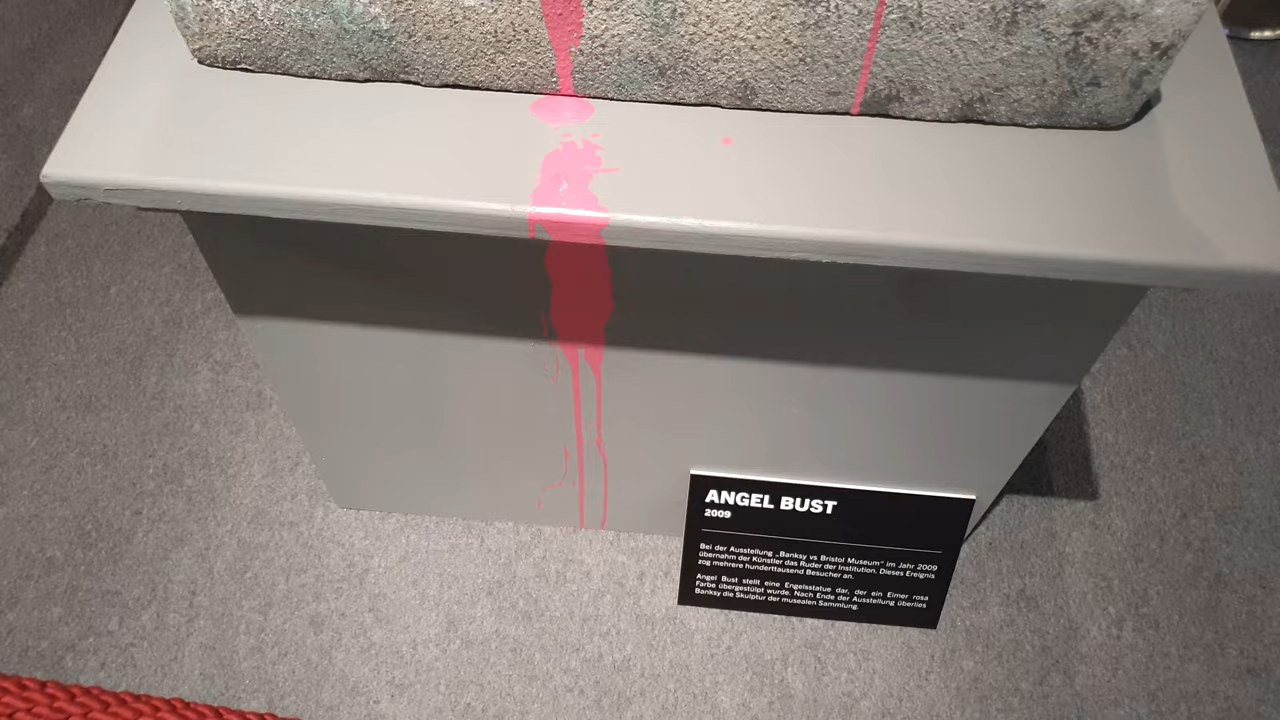 ANGEL BUST
2009
Bei der Ausstellung „Banksy vs Bristol Museum“ im Jahr 2009
übernahm der Künstler das Ruder der Institution. Dieses Ereignis
zog mehrere hunderttausend Besucher an.
Angel Bust stellt eine Engelsstatue dar, der ein Eimer rosa
Farbe übergestülpt wurde. Nach Ende der Ausstellung überlies
Banksy die Skulptur der musealen Sammlung.